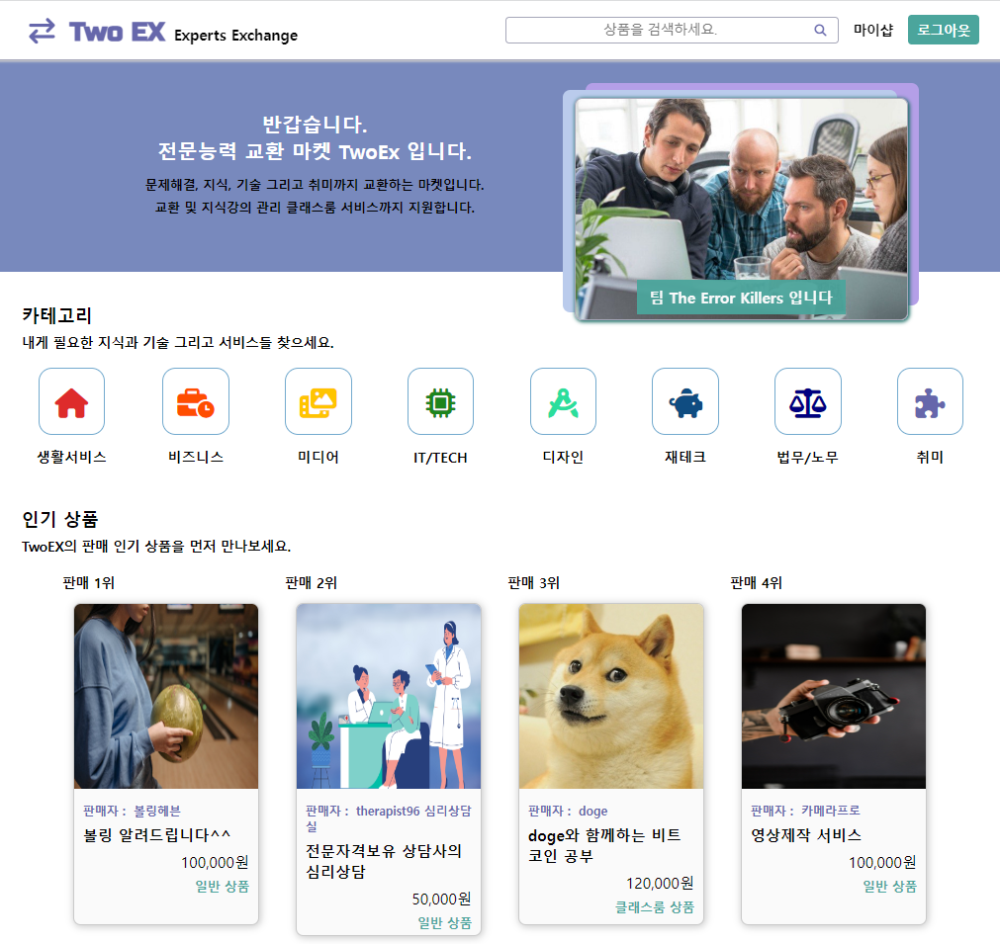 Two EX Experts Exchange
상품을 검색하세요.
마이샵
로그아웃
반갑습니다.
전문능력 교환 마켓 TwoEx 입니다.
문제해결, 지식, 기술 그리고 취미까지 교환하는 마켓입니다.
교환 및 지식강의 관리 클래스룸 서비스까지 지원합니다.
팀 The Error Killers 입니다
카테고리
내게 필요한 지식과 기술 그리고 서비스들 찾으세요.
생활서비스
비즈니스
미디어
IT/TECH
디자인
재테크
법무/노무
취미
인기 상품
TwoEX의 판매 인기 상품을 먼저 만나보세요.
판매 1위
판매자 : 볼링헤븐
볼링 알려드립니다^^
100,000원
일반 상품
판매 2위
판매자 : therapist96 심리상담
실
전문자격보유 상담사의
심리상담
50,000원
일반 상품
판매 3위
판매자 : doge
doge와 함께하는 비트
코인 공부
120,000원
클래스룸 상품
판매 4위
판매자 : 카메라프로
영상제작 서비스
100,000원
일반 상품